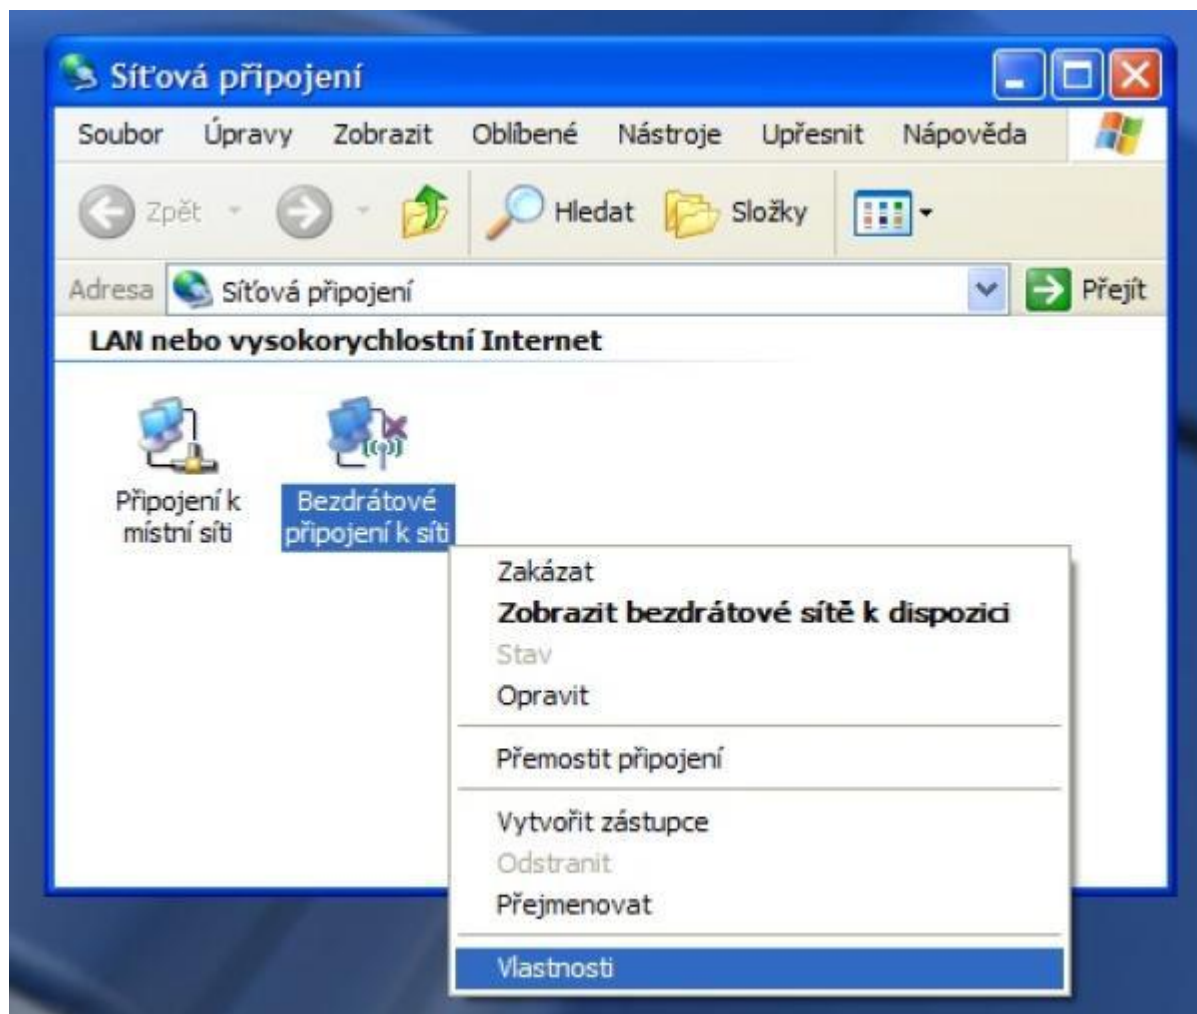 Síťová připojení
Soubor Úpravy Zobrazit Oblíbené Nástroje Upřesnit Nápověda
Zpět Hledat Složky
Adresa Síťová připojení Přejít
LAN nebo vysokorychlostní Internet
Připojení k
místní síti
Bezdrátové
připojení k síti
Zakázat
Zobrazit bezdrátové sítě k dispozici
Stav
Opravit
Přemostit připojení
Vytvořit zástupce
Odstranit
Přejmenovat
Vlastnosti